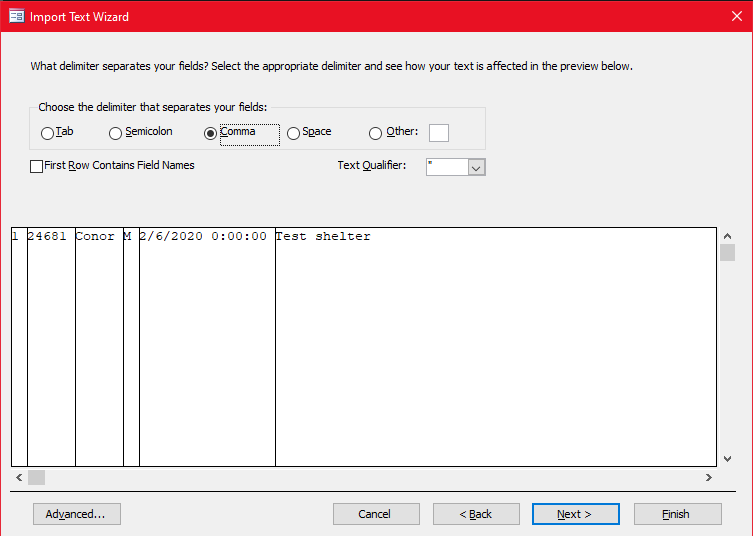 Import Text Wizard
What delimiter separates your fields? Select the appropriate delimiter and see how your text is affected in the preview below.
Choose the delimiter that separates your fields:
Tab Semicolon Comma Space Other:
First Row Contains Field Names Text Qualifier: "
1 24681 Conor M 2/6/2020 0:00:00 Test shelter
Advanced... Cancel < Back Next > Finish